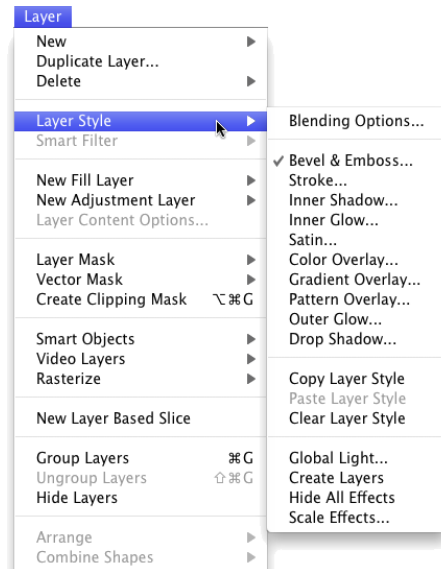 Layer
New
Duplicate Layer...
Delete
Layer Style
Smart Filter
New Fill Layer
New Adjustment Layer
Layer Content Options...
Layer Mask
Vector Mask
Create Clipping Mask ⌥⌘G
Smart Objects
Video Layers
Rasterize
New Layer Based Slice
Group Layers ⌘G
Ungroup Layers ⇧⌘G
Hide Layers
Arrange
Combine Shapes
Blending Options...
✓ Bevel & Emboss...
Stroke...
Inner Shadow...
Inner Glow...
Satin...
Color Overlay...
Gradient Overlay...
Pattern Overlay...
Outer Glow...
Drop Shadow...
Copy Layer Style
Paste Layer Style
Clear Layer Style
Global Light...
Create Layers
Hide All Effects
Scale Effects...